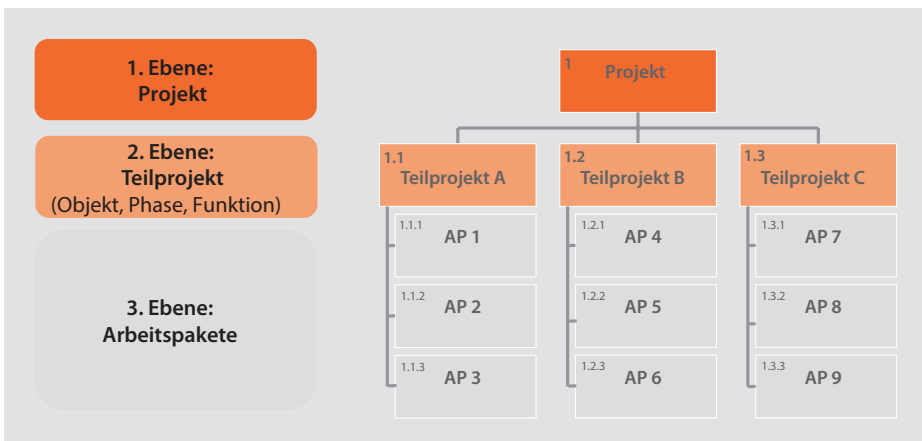 1. Ebene:
Projekt
2. Ebene:
Teilprojekt
(Objekt, Phase, Funktion)
3. Ebene:
Arbeitspakete
1
Projekt
1.1
Teilprojekt A
1.2
Teilprojekt B
1.3
Teilprojekt C
1.1.1
AP 1
1.2.1
AP 4
1.3.1
AP 7
1.1.2
AP 2
1.2.2
AP 5
1.3.2
AP 8
1.1.3
AP 3
1.2.3
AP 6
1.3.3
AP 9